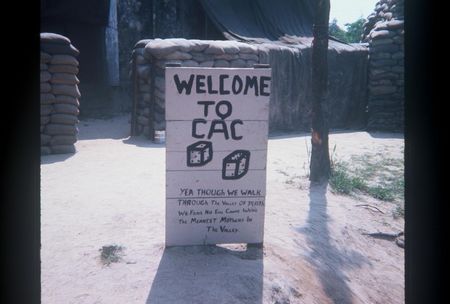 WELCOME
TO
CAC
YEA THOUGH WE WALK
THROUGH THE VALLEY OF
WE FEAR NO EVIL CAUSE WE'RE
THE MEANEST MOTHERS IN
THE VALLEY